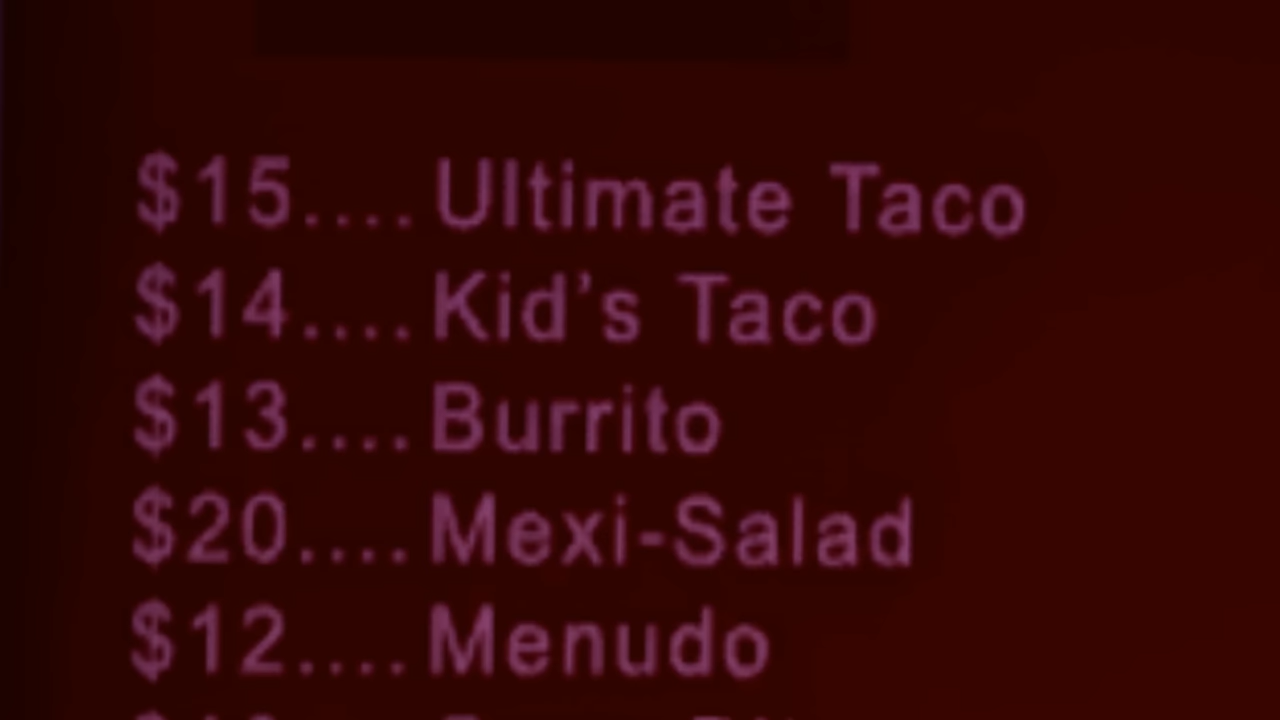 $15....Ultimate Taco
$14....Kid’s Taco
$13....Burrito
$20....Mexi-Salad
$12....Menudo